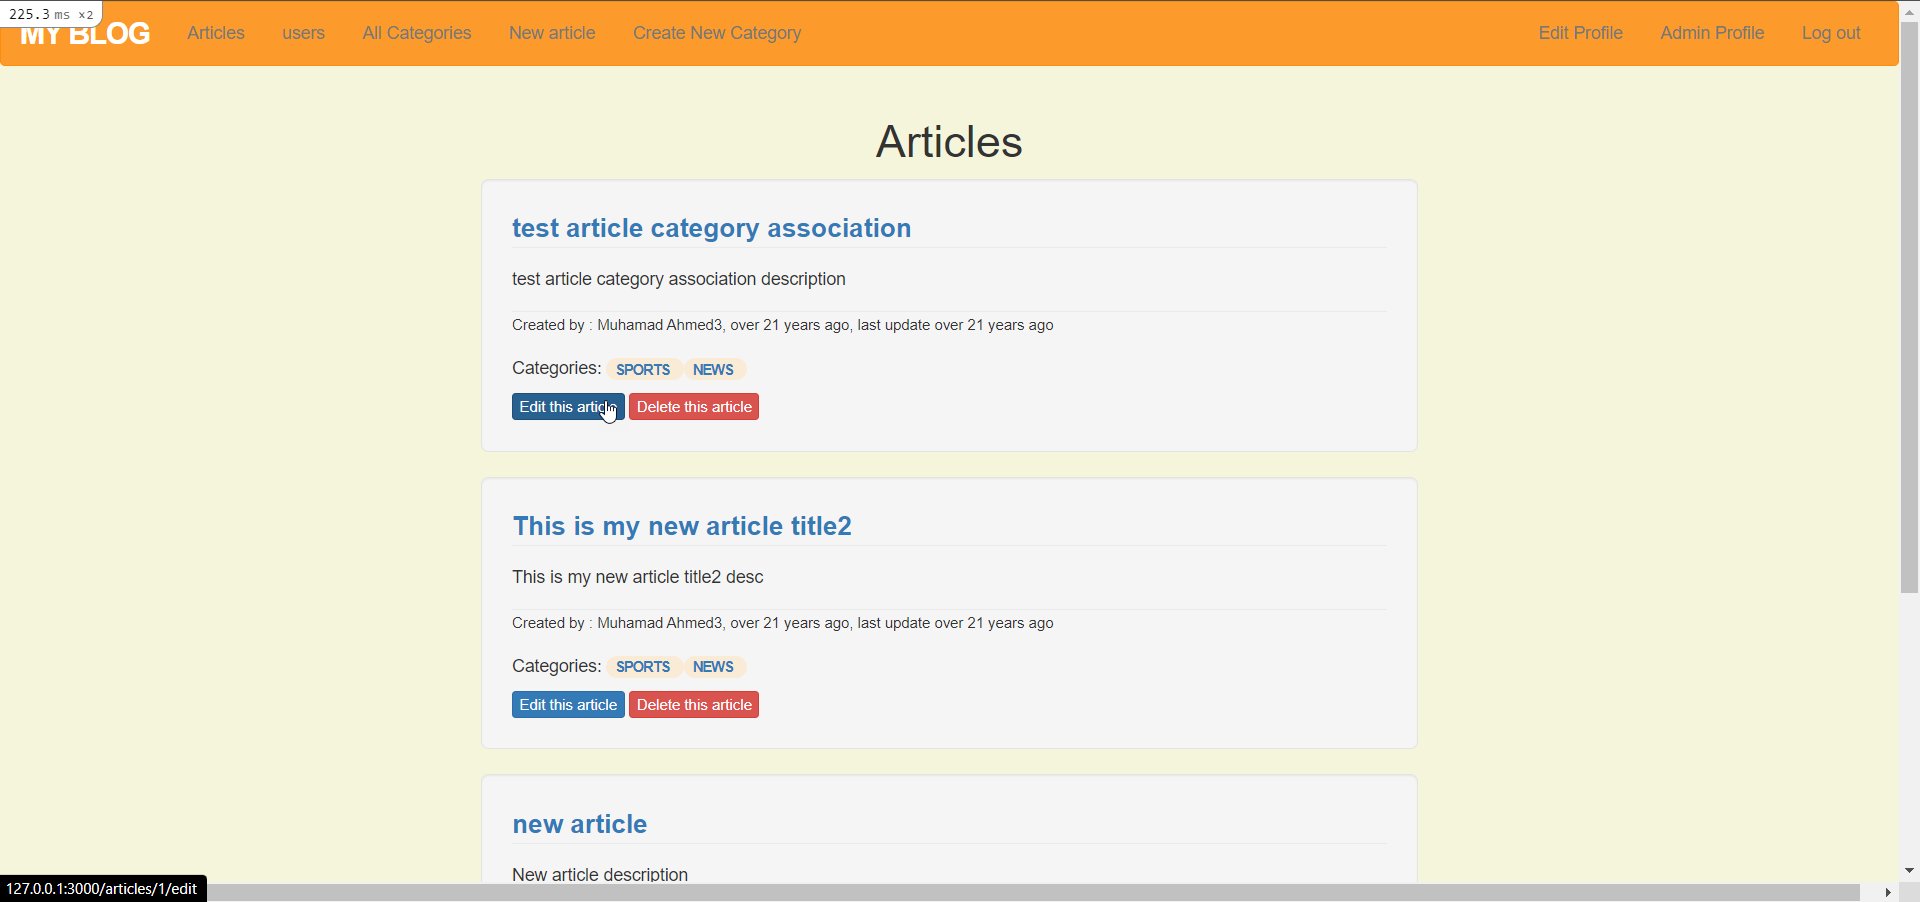 225.3 ms ×2
MY BLOG Articles users All Categories New article Create New Category Edit Profile Admin Profile Log out
Articles
test article category association
test article category association description
Created by : Muhamad Ahmed3, over 21 years ago, last update over 21 years ago
Categories: SPORTS NEWS
Edit this article Delete this article
This is my new article title2
This is my new article title2 desc
Created by : Muhamad Ahmed3, over 21 years ago, last update over 21 years ago
Categories: SPORTS NEWS
Edit this article Delete this article
new article
New article description
127.0.0.1:3000/articles/1/edit